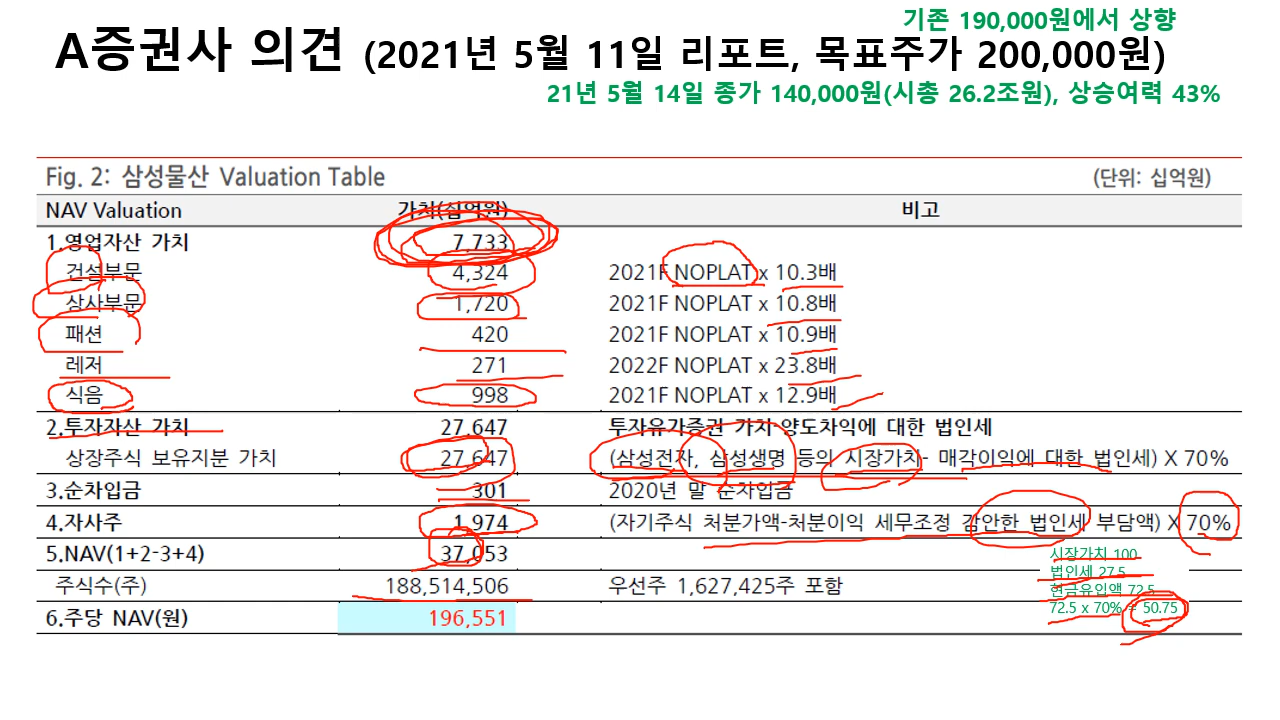 기존 190,000원에서 상향
A증권사 의견 (2021년 5월 11일 리포트, 목표주가 200,000원)
21년 5월 14일 종가 140,000원(시총 26.2조원), 상승여력 43%
Fig. 2: 삼성물산 Valuation Table (단위: 십억원)
NAV Valuation 가치(십억원) 비고
1.영업자산 가치 7,733
건설부문 4,324 2021F NOPLAT x 10.3배
상사부문 1,720 2021F NOPLAT x 10.8배
패션 420 2021F NOPLAT x 10.9배
레저 271 2022F NOPLAT x 23.8배
식음 998 2021F NOPLAT x 12.9배
2.투자자산 가치 27,647 투자유가증권 가치-양도차익에 대한 법인세
상장주식 보유지분 가치 27,647 (삼성전자, 삼성생명 등의 시장가치- 매각이익에 대한 법인세) X 70%
3.순차입금 301 2020년 말 순차입금
4.자사주 1,974 (자기주식 처분가액-처분이익 세무조정 감안한 법인세 부담액) X 70%
5.NAV(1+2-3+4) 37,053
시장가치 100
법인세 27.5
주식수(주) 188,514,506 우선주 1,627,425주 포함
현금유입액 72.5
72.5 x 70% = 50.75
6.주당 NAV(원) 196,551